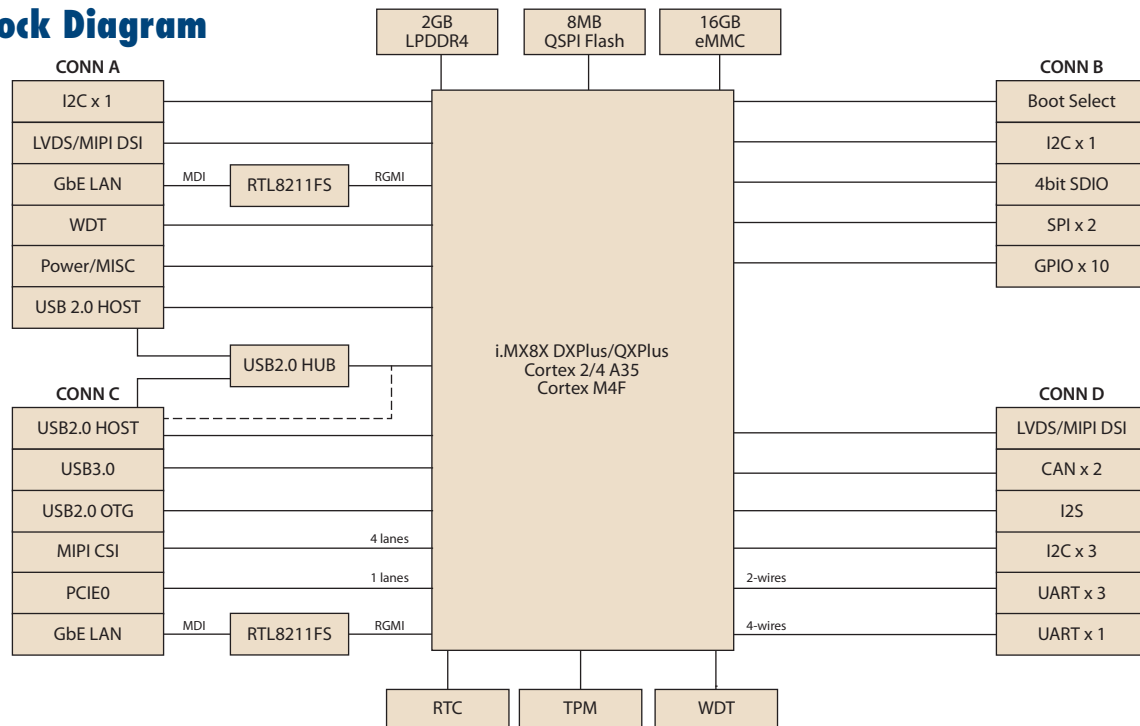 ock Diagram
2GB
LPDDR4
8MB
QSPI Flash
16GB
eMMC
CONN A
I2C x 1
LVDS/MIPI DSI
GbE LAN
MDI
RTL8211FS
RGMI
WDT
Power/MISC
USB 2.0 HOST
USB2.0 HUB
CONN B
Boot Select
I2C x 1
4bit SDIO
SPI x 2
GPIO x 10
i.MX8X DXPlus/QXPlus
Cortex 2/4 A35
Cortex M4F
CONN C
USB2.0 HOST
USB3.0
USB2.0 OTG
MIPI CSI
4 lanes
PCIE0
1 lanes
GbE LAN
MDI
RTL8211FS
RGMI
CONN D
LVDS/MIPI DSI
CAN x 2
I2S
I2C x 3
2-wires
UART x 3
4-wires
UART x 1
RTC
TPM
WDT